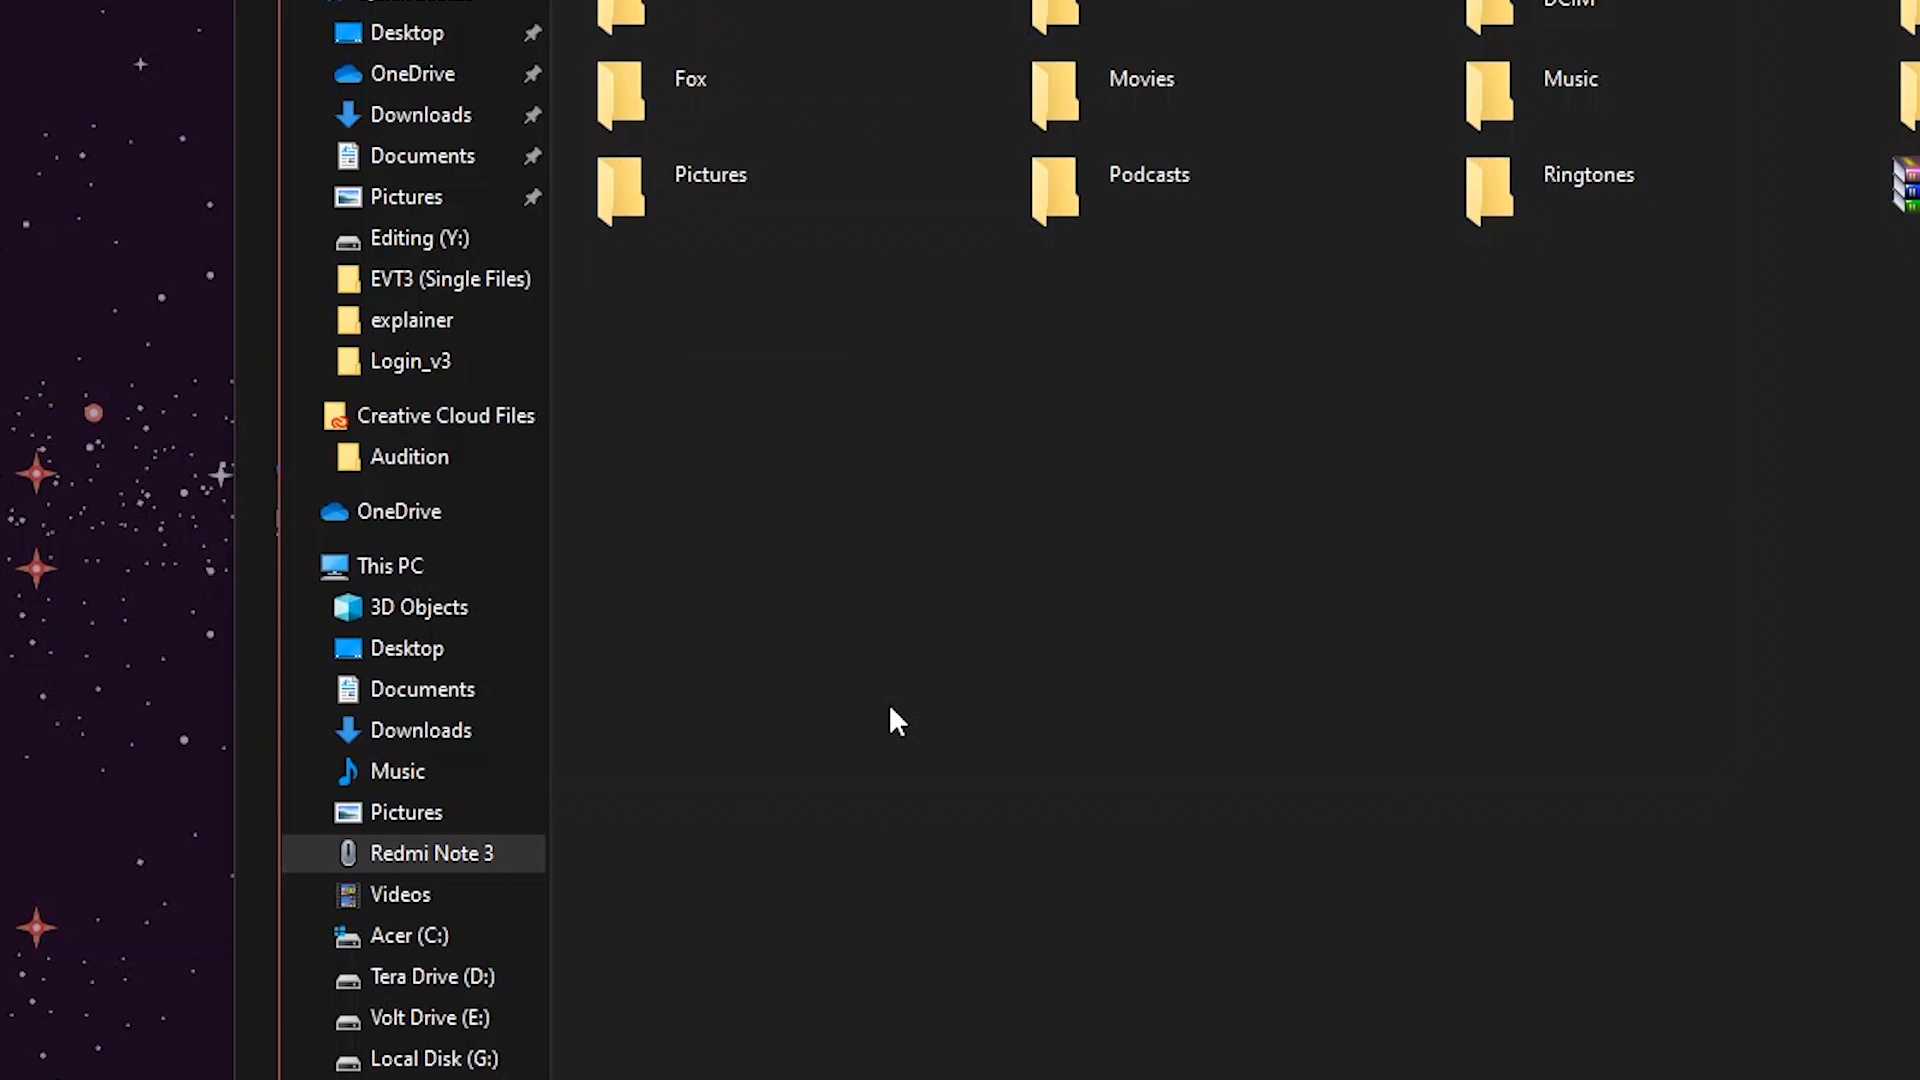 Desktop
OneDrive
Downloads
Documents
Pictures
Editing (Y:)
EVT3 (Single Files)
explainer
Login_v3
Creative Cloud Files
Audition
OneDrive
This PC
3D Objects
Desktop
Documents
Downloads
Music
Pictures
Redmi Note 3
Videos
Acer (C:)
Tera Drive (D:)
Volt Drive (E:)
Local Disk (G:)
DCIM
Fox
Movies
Music
Pictures
Podcasts
Ringtones